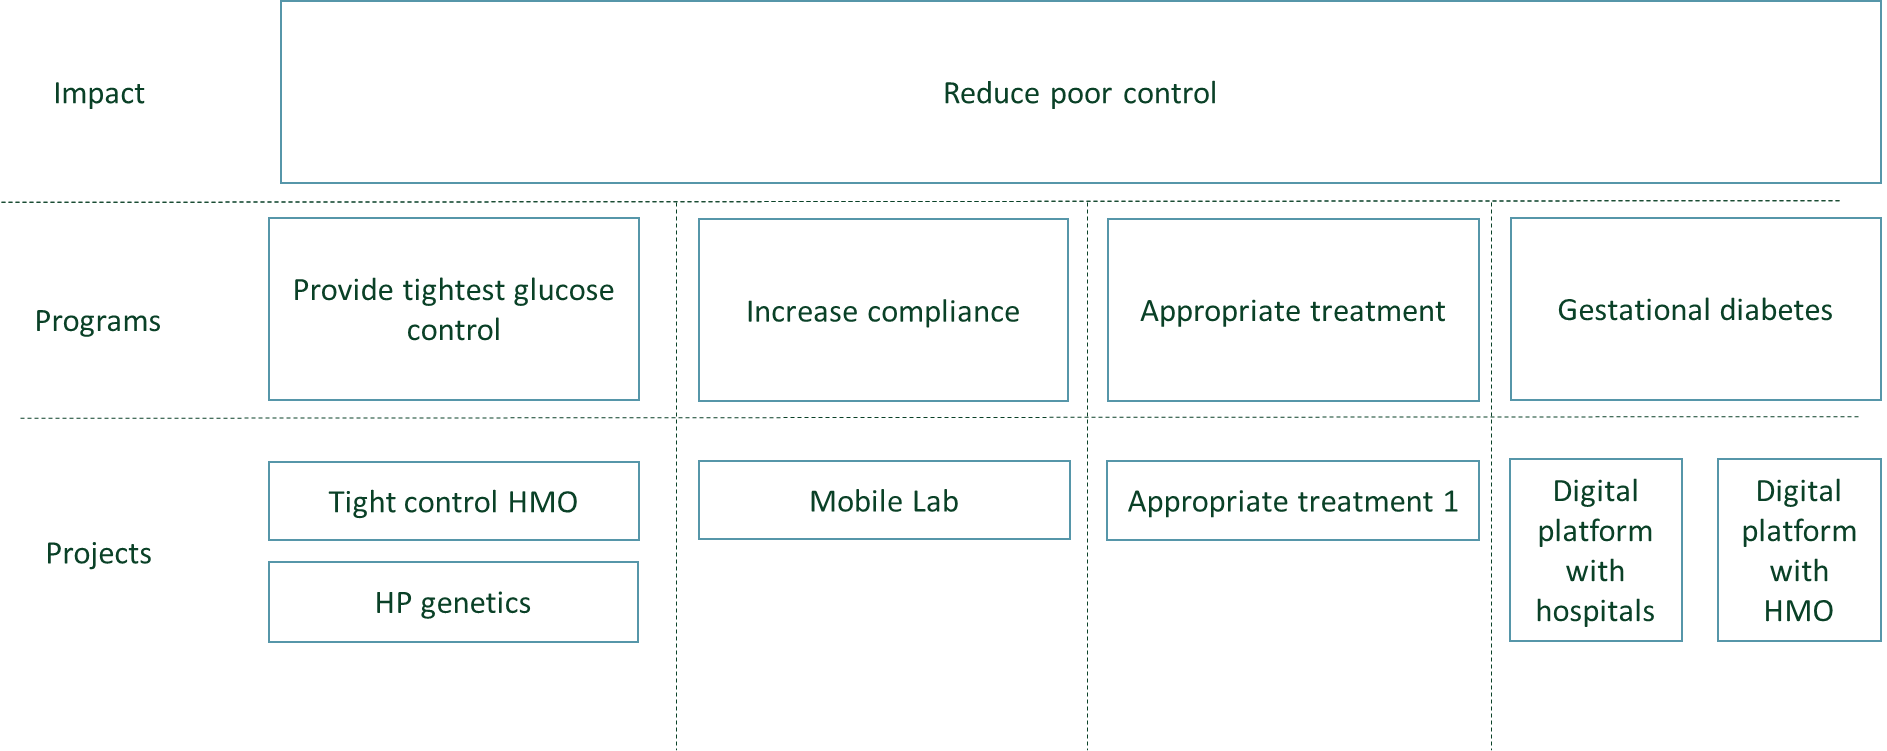 Impact
Reduce poor control
Programs
Provide tightest glucose
control
Increase compliance
Appropriate treatment
Gestational diabetes
Projects
Tight control HMO
HP genetics
Mobile Lab
Appropriate treatment 1
Digital
platform
with
hospitals
Digital
platform
with
HMO